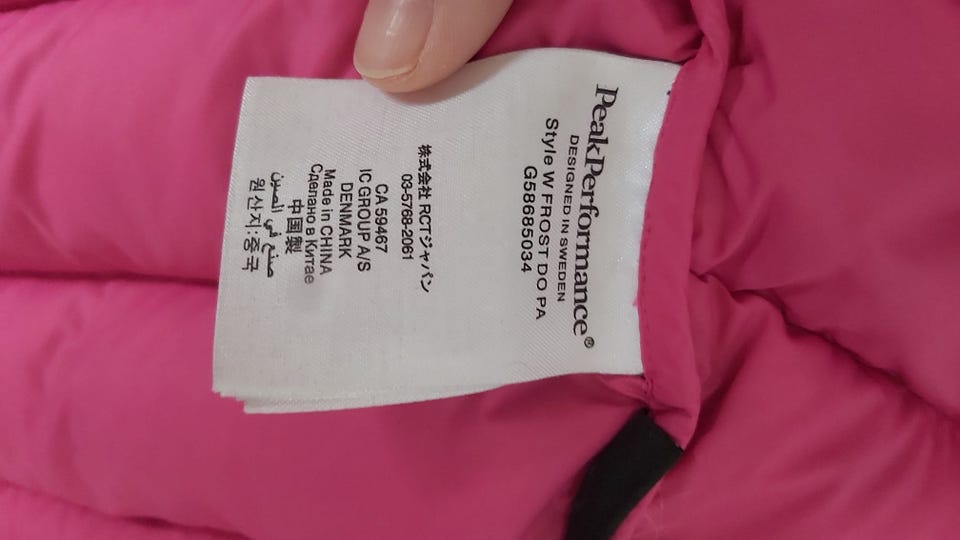 PeakPerformance®
DESIGNED IN SWEDEN
Style W FROST DO PA
G58685034
株式会社 RCTジャパン
03-5768-2061
CA 59467
IC GROUP A/S
DENMARK
Made in CHINA
Сделано в Китае
中国製
صنع في الصين
원산지:중국